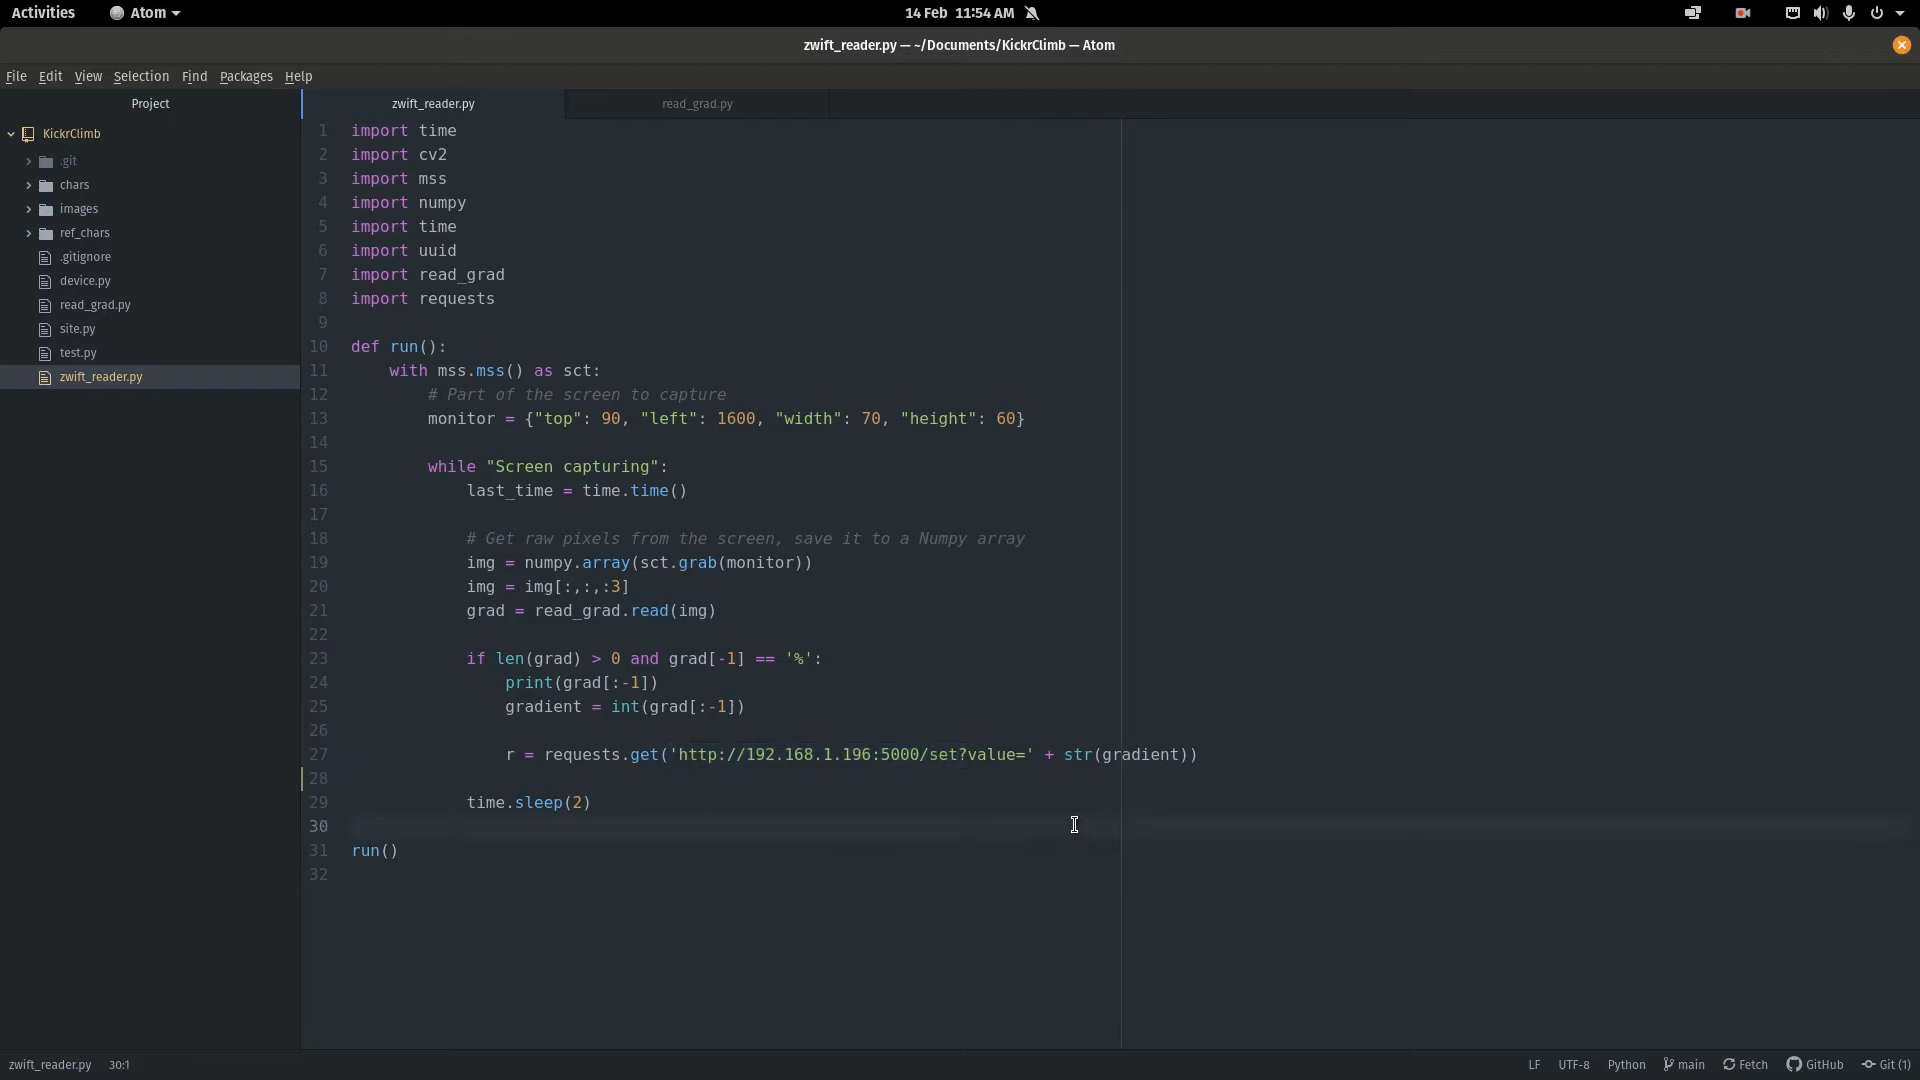 Activities Atom 14 Feb 11:54 AM
zwift_reader.py — ~/Documents/KickrClimb — Atom
File Edit View Selection Find Packages Help
Project
KickrClimb
.git
chars
images
ref_chars
.gitignore
device.py
read_grad.py
site.py
test.py
zwift_reader.py
zwift_reader.py read_grad.py
1 import time
2 import cv2
3 import mss
4 import numpy
5 import time
6 import uuid
7 import read_grad
8 import requests
9
10 def run():
11     with mss.mss() as sct:
12         # Part of the screen to capture
13         monitor = {"top": 90, "left": 1600, "width": 70, "height": 60}
14
15         while "Screen capturing":
16             last_time = time.time()
17
18             # Get raw pixels from the screen, save it to a Numpy array
19             img = numpy.array(sct.grab(monitor))
20             img = img[:,:,:3]
21             grad = read_grad.read(img)
22
23             if len(grad) > 0 and grad[-1] == '%':
24                 print(grad[:-1])
25                 gradient = int(grad[:-1])
26
27                 r = requests.get('http://192.168.1.196:5000/set?value=' + str(gradient))
28
29             time.sleep(2)
30
31 run()
32
zwift_reader.py 30:1 LF UTF-8 Python main Fetch GitHub Git (1)